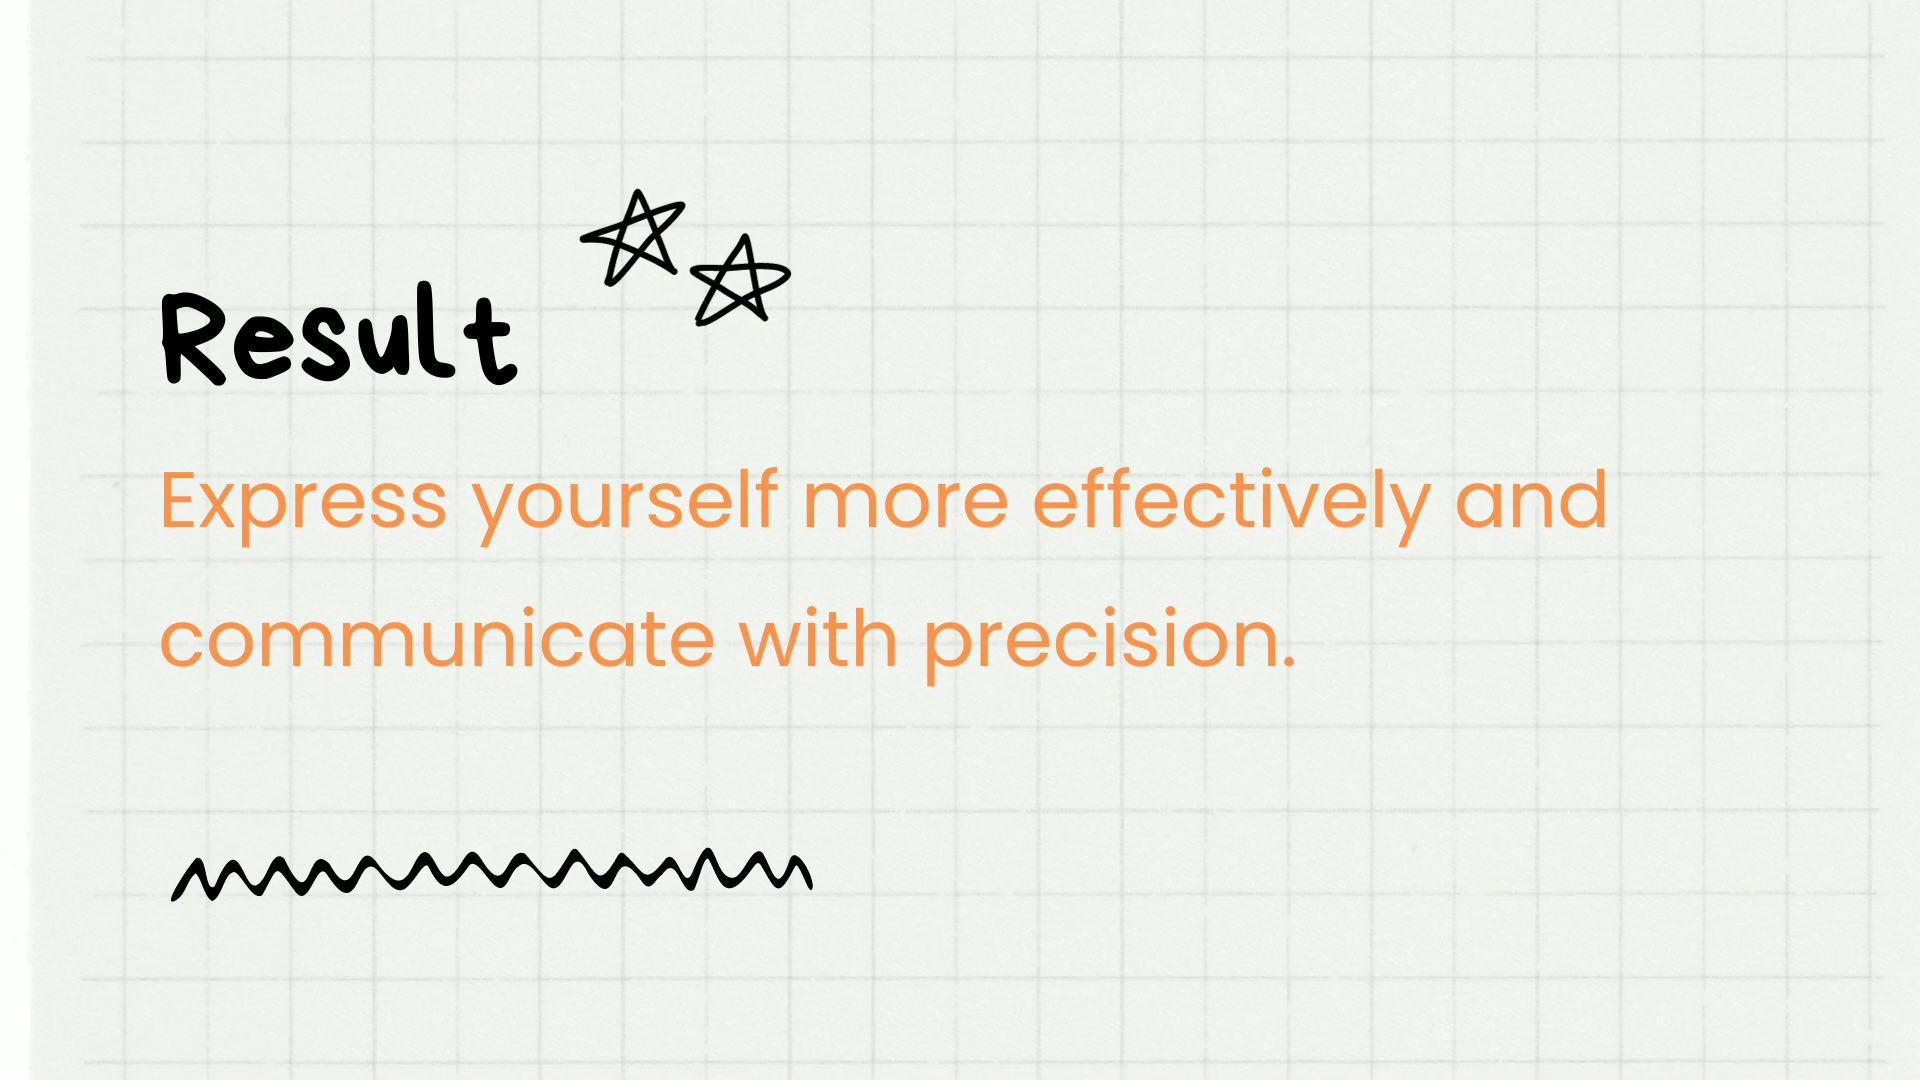 Result
Express yourself more effectively and
communicate with precision.